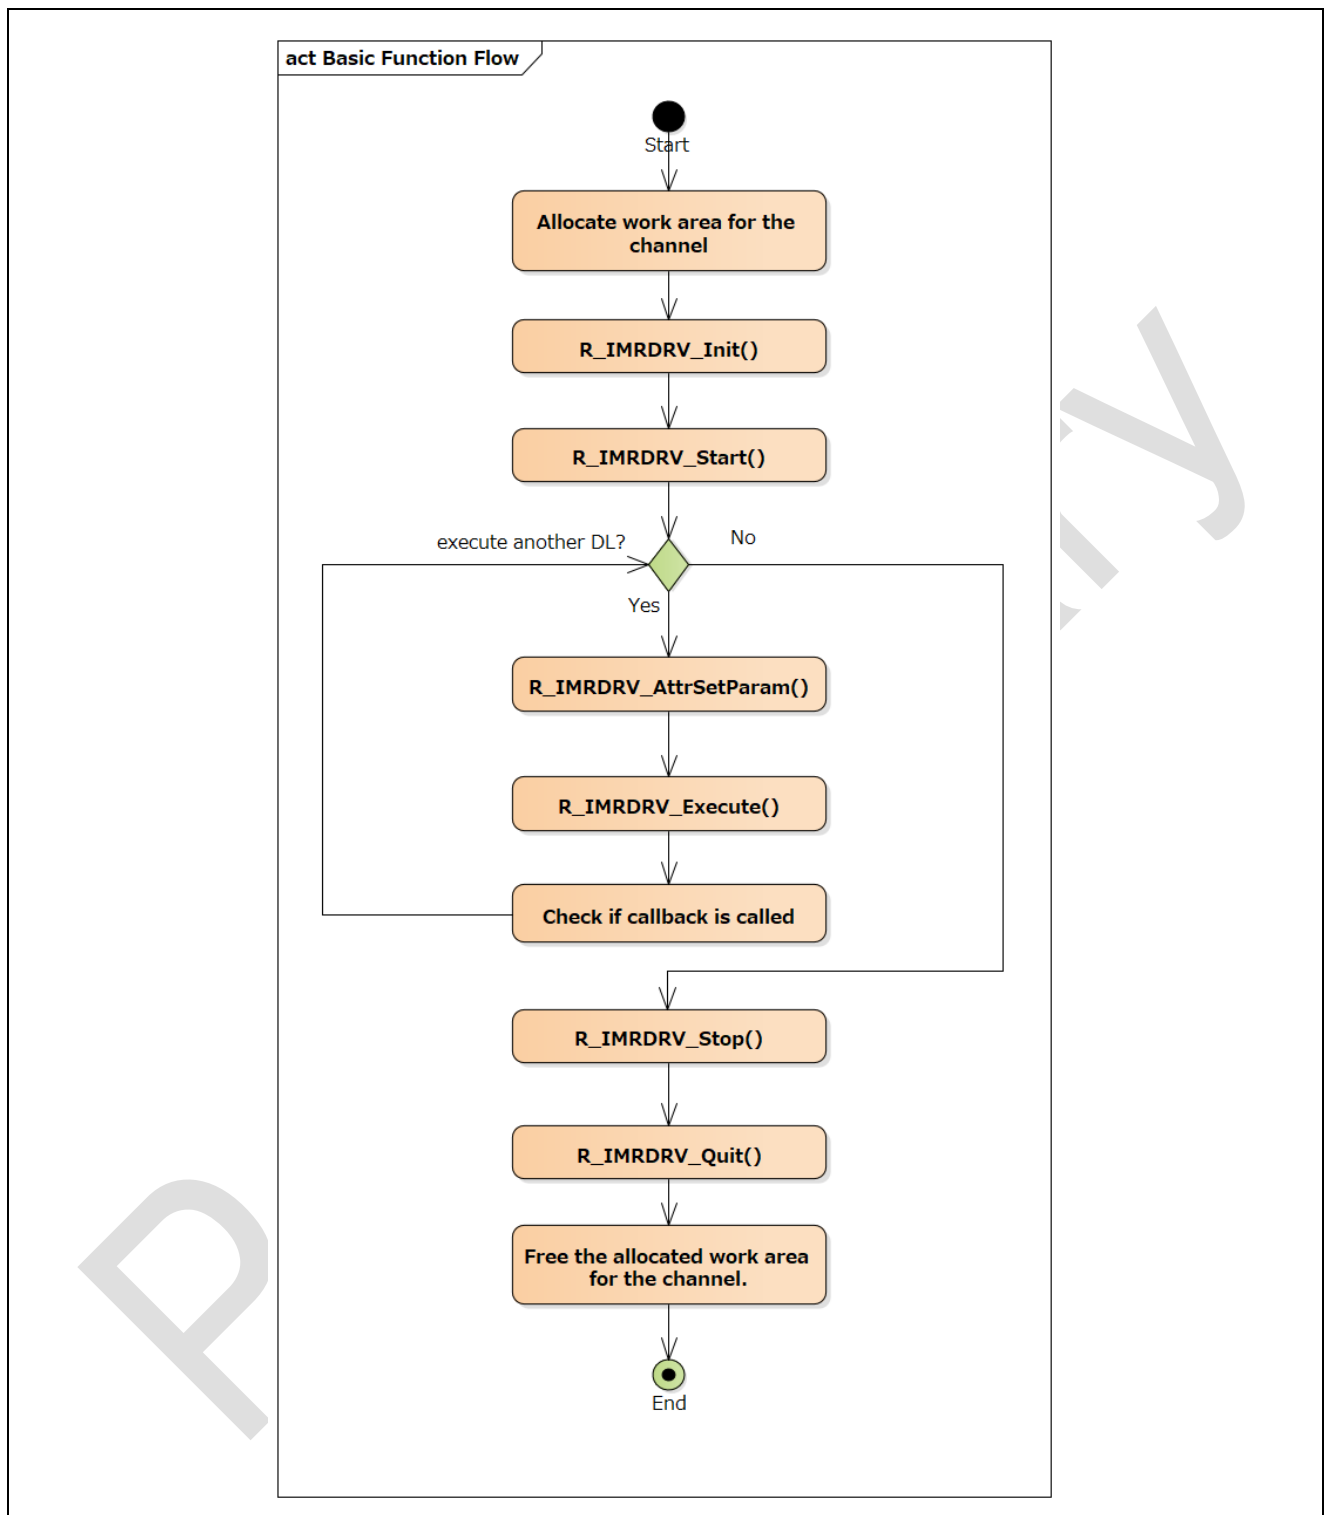 act Basic Function Flow
Start
Allocate work area for the
channel
R_IMRDRV_Init()
R_IMRDRV_Start()
execute another DL?
No
Yes
R_IMRDRV_AttrSetParam()
R_IMRDRV_Execute()
Check if callback is called
R_IMRDRV_Stop()
R_IMRDRV_Quit()
Free the allocated work area
for the channel.
End